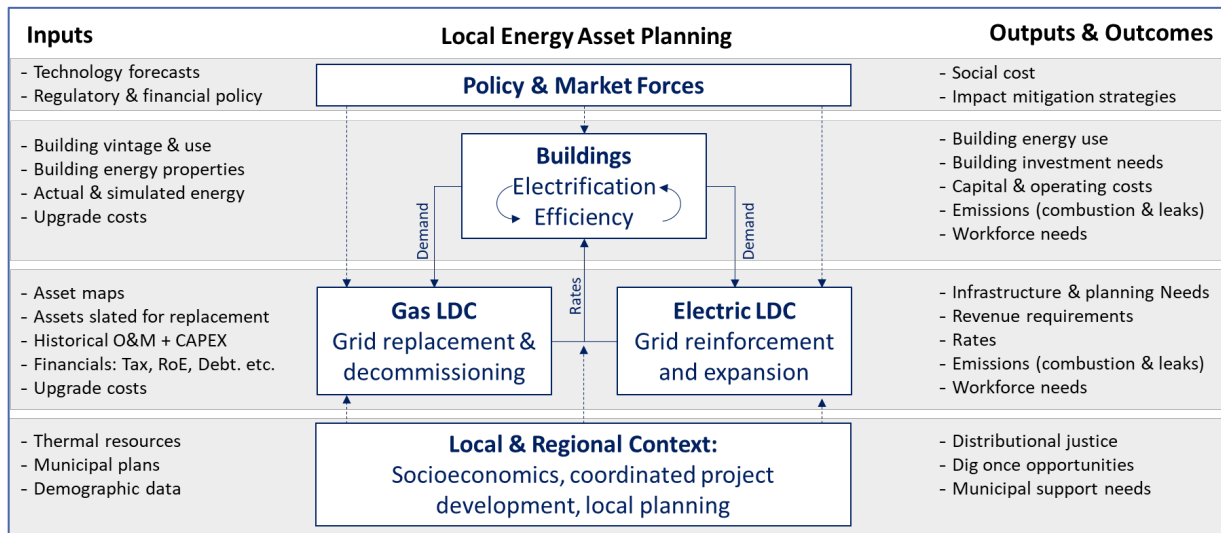 Inputs
Local Energy Asset Planning
Outputs & Outcomes
- Technology forecasts
- Regulatory & financial policy
Policy & Market Forces
- Social cost
- Impact mitigation strategies
- Building vintage & use
- Building energy properties
- Actual & simulated energy
- Upgrade costs
Buildings
Electrification
Efficiency
Demand
Demand
Rates
- Building energy use
- Building investment needs
- Capital & operating costs
- Emissions (combustion & leaks)
- Workforce needs
- Asset maps
- Assets slated for replacement
- Historical O&M + CAPEX
- Financials: Tax, RoE, Debt. etc.
- Upgrade costs
Gas LDC
Grid replacement &
decommissioning
Electric LDC
Grid reinforcement
and expansion
- Infrastructure & planning Needs
- Revenue requirements
- Rates
- Emissions (combustion & leaks)
- Workforce needs
- Thermal resources
- Municipal plans
- Demographic data
Local & Regional Context:
Socioeconomics, coordinated project
development, local planning
- Distributional justice
- Dig once opportunities
- Municipal support needs